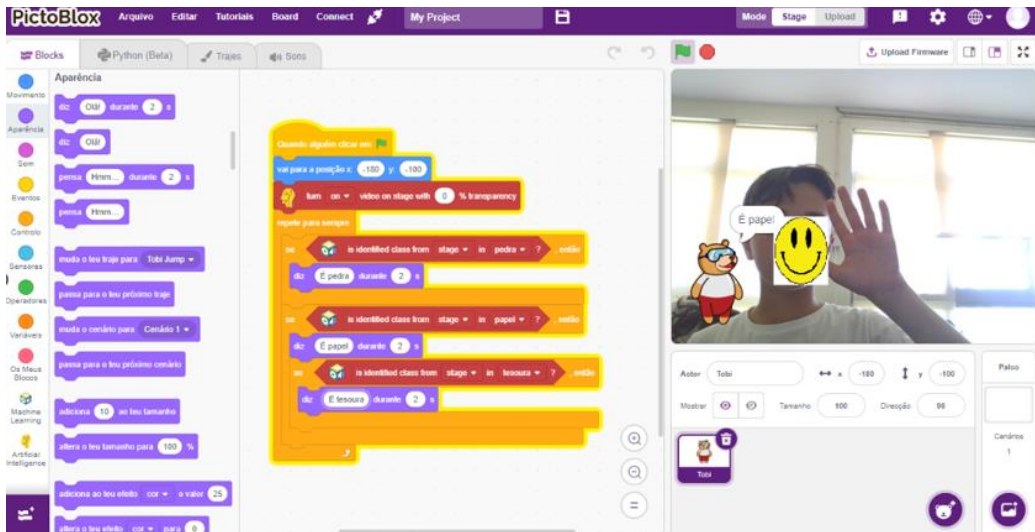 PictoBlox Arquivo Editar Tutoriais Board Connect My Project Mode Stage Upload
Blocks Python (Beta) Trajes Sons Upload Firmware
Aparência
Movimento
Aparência
Som
Eventos
Controlo
Sensores
Operadores
Variáveis
Os Meus Blocos
Machine Learning
Artificial Intelligence
diz Olá! durante 2 s
diz Olá!
pensa Hmm... durante 2 s
pensa Hmm...
muda o teu traje para Tobi Jump
passa para o teu próximo traje
muda o cenário para Cenário 1
passa para o teu próximo cenário
adiciona 10 ao teu tamanho
altera o teu tamanho para 100 %
adiciona ao teu efeito cor o valor 25
altera o teu efeito cor para 0
Quando alguém clicar em
vai para a posição x: -180 y: -100
turn on video on stage with 0 % transparency
repete para sempre
se is identified class from stage in pedra ? , então
diz É pedra durante 2 s
se is identified class from stage in papel ? , então
diz É papel durante 2 s
se is identified class from stage in tesoura ? , então
diz É tesoura durante 2 s
É papel
Actor Tobi x -180 y -100
Mostrar Tamanho 100 Direcção 90
Tobi
Palco
Cenários
1